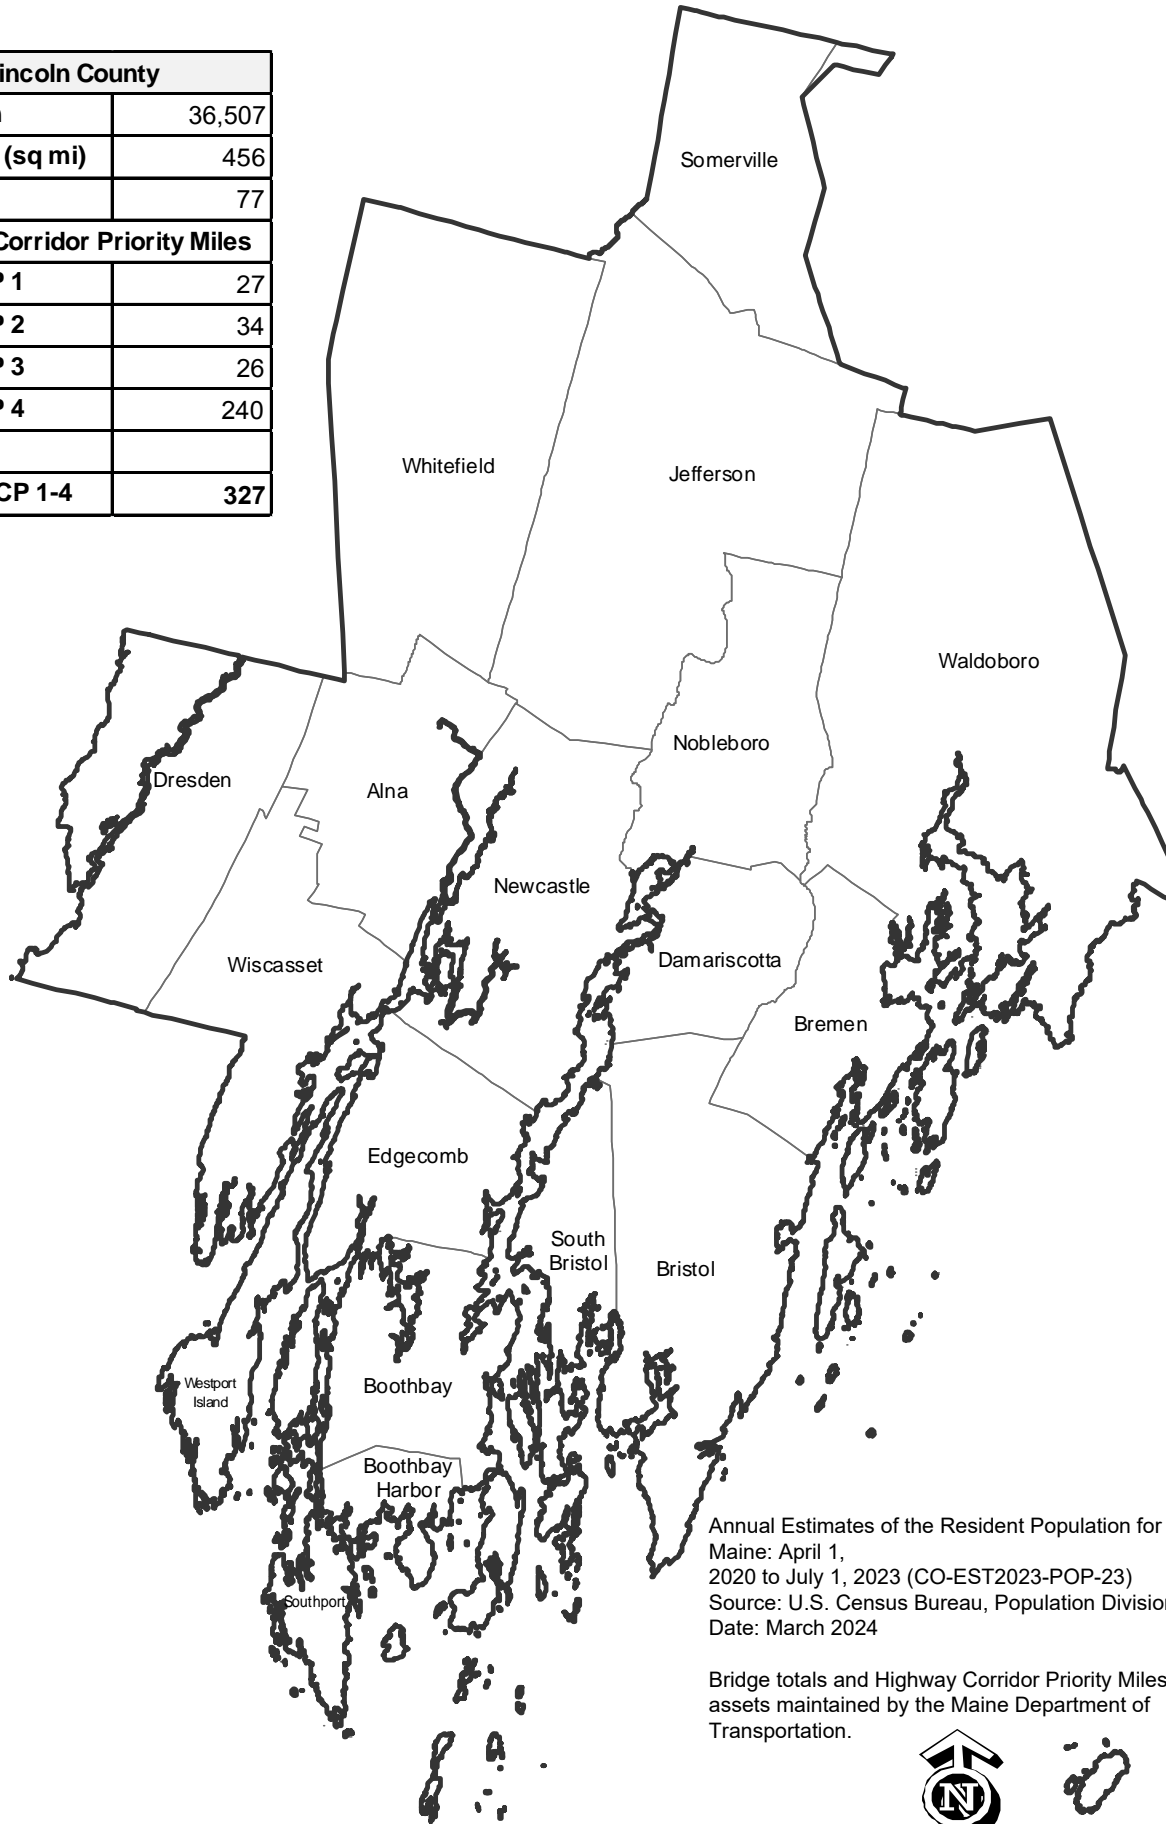 incoln County
36,507
(sq mi) 456
77
Corridor Priority Miles
P 1 27
P 2 34
P 3 26
P 4 240
CP 1-4 327
Somerville
Whitefield
Jefferson
Waldoboro
Nobleboro
Dresden
Alna
Newcastle
Wiscasset
Damariscotta
Bremen
Edgecomb
South
Bristol
Bristol
Westport
Island
Boothbay
Boothbay
Harbor
Southport
Annual Estimates of the Resident Population for
Maine: April 1,
2020 to July 1, 2023 (CO-EST2023-POP-23)
Source: U.S. Census Bureau, Population Division
Date: March 2024
Bridge totals and Highway Corridor Priority Miles
assets maintained by the Maine Department of
Transportation.
N